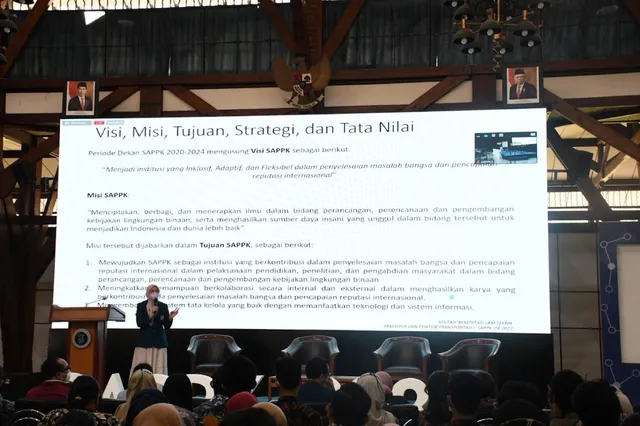 Visi, Misi, Tujuan, Strategi, dan Tata Nilai
Periode Dekan SAPPK 2020-2024 mengusung Visi SAPPK sebagai berikut.
"Menjadi institusi yang Inklusif, Adaptif, dan Fleksibel dalam penyelesaian masalah bangsa dan pencapaian
reputasi internasional"
Misi SAPPK:
"Menciptakan, berbagi, dan menerapkan ilmu dalam bidang perancangan, perencanaan dan pengembangan
kebijakan lingkungan binaan, serta menghasilkan sumber daya insani yang unggul dalam bidang tersebut untuk
menjadikan Indonesia dan dunia lebih baik".
Misi tersebut dijabarkan dalam Tujuan SAPPK, sebagai berikut:
1. Mewujudkan SAPPK sebagai institusi yang berkontribusi dalam penyelesaian masalah bangsa dan pencapaian
reputasi internasional dalam pelaksanaan pendidikan, penelitian, dan pengabdian masyarakat dalam bidang
perancangan, perencanaan dan pengembangan kebijakan lingkungan binaan
2. Meningkatkan kemampuan berkolaborasi secara internal dan eksternal dalam menghasilkan karya yang
berkontribusi pada penyelesaian masalah bangsa dan pencapaian reputasi internasional.
sistem tata kelola yang baik dengan memanfaatkan teknologi dan sistem informasi.